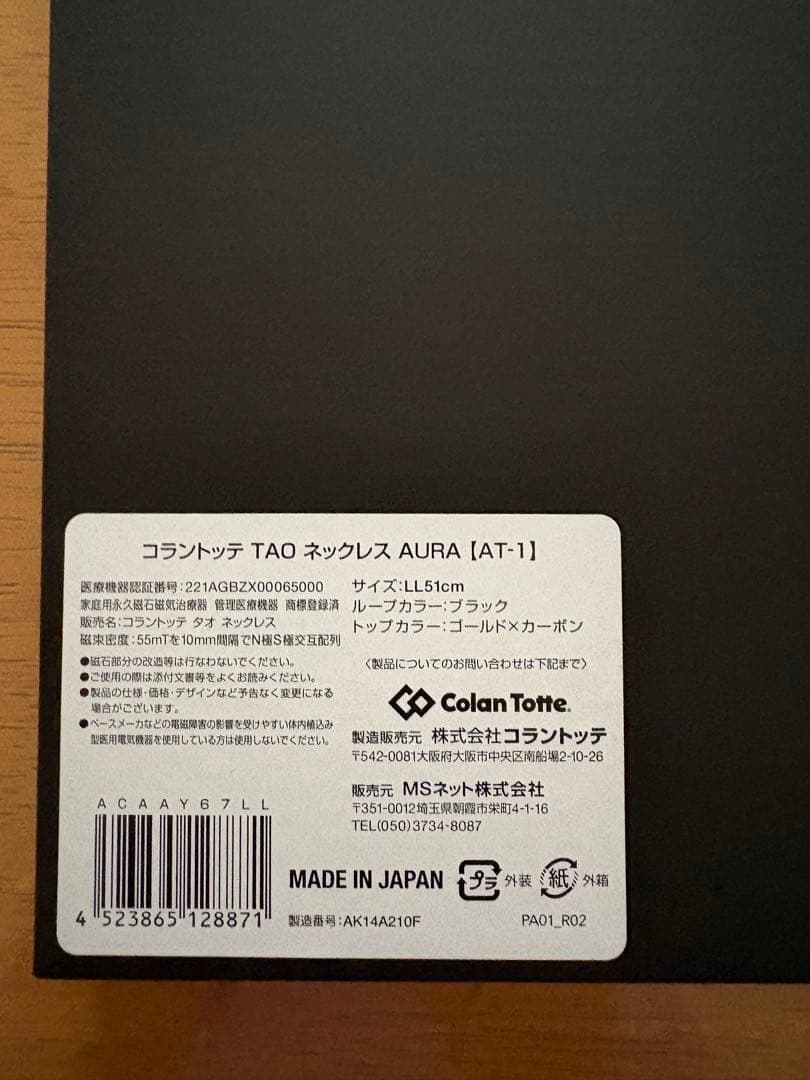 コラントッテ TAO ネックレス AURA【AT-1】
医療機器認証番号:221AGBZX00065000
家庭用永久磁石磁気治療器 管理医療機器 商標登録済
販売名:コラントッテ タオ ネックレス
磁束密度:55mTを10mm間隔でN極S極交互配列
●磁石部分の改造等は行なわないでください。
●ご使用の際は添付文書等をよくお読みください。
●製品の仕様・価格・デザインなど予告なく変更になる
場合がございます。
●ペースメーカなどの電磁障害の影響を受けやすい体内植込み
型医用電気機器を使用している方は使用しないでください。
サイズ:LL51cm
ループカラー:ブラック
トップカラー:ゴールド×カーボン
〈製品についてのお問い合わせは下記まで〉
Colan Totte.
製造販売元 株式会社コラントッテ
〒542-0081大阪府大阪市中央区南船場2-10-26
販売元 MSネット株式会社
〒351-0012埼玉県朝霞市栄町4-1-16
TEL(050)3734-8087
ACAAY67LL
4 523865 128871
MADE IN JAPAN
プラ 外装
紙 外箱
製造番号:AK14A210F
PA01_R02